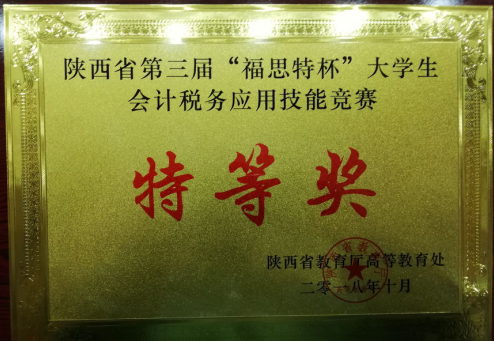 陕西省第三届“福思特杯”大学生
会计税务应用技能竞赛
特等奖
陕西省教育厅高等教育处
二〇一八年十月